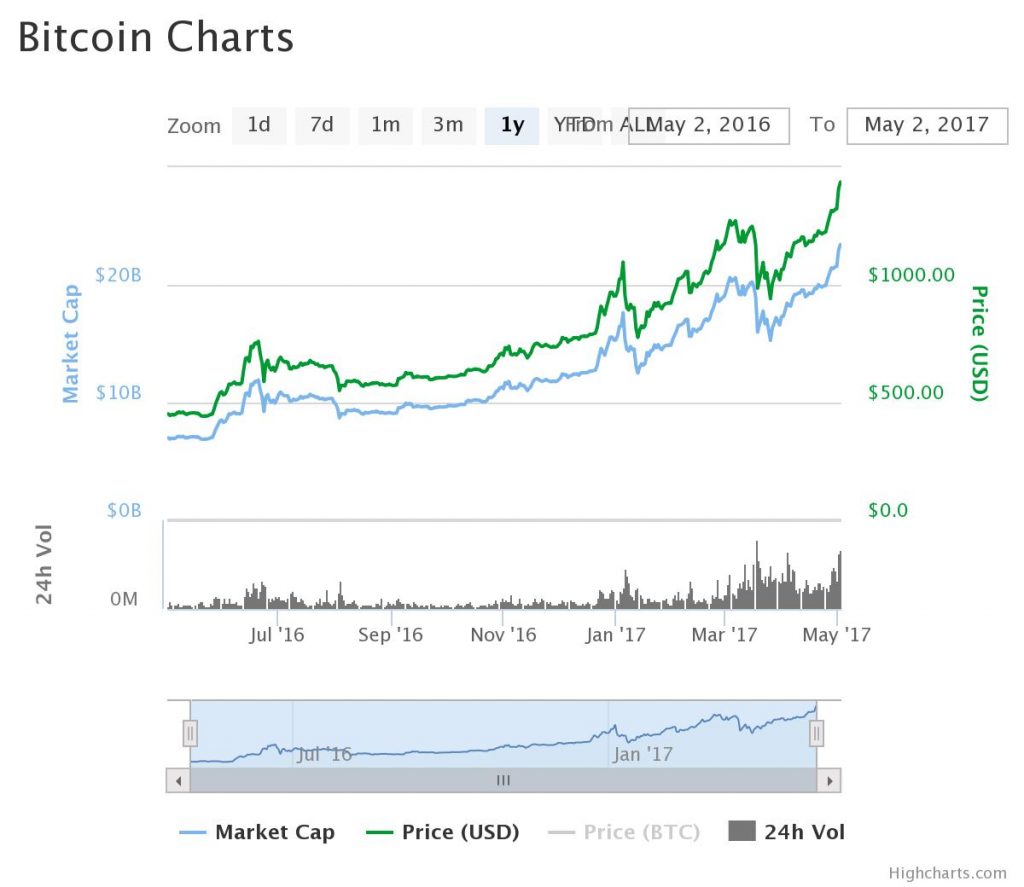 Bitcoin Charts
Zoom 1d 7d 1m 3m 1y YTD ALL From May 2, 2016 To May 2, 2017
$20B $1000.00
Market Cap
Price (USD)
$10B $500.00
$0B $0.0
24h Vol
0M
Jul '16 Sep '16 Nov '16 Jan '17 Mar '17 May '17
Jul '16 Jan '17
Market Cap Price (USD) Price (BTC) 24h Vol
Highcharts.com